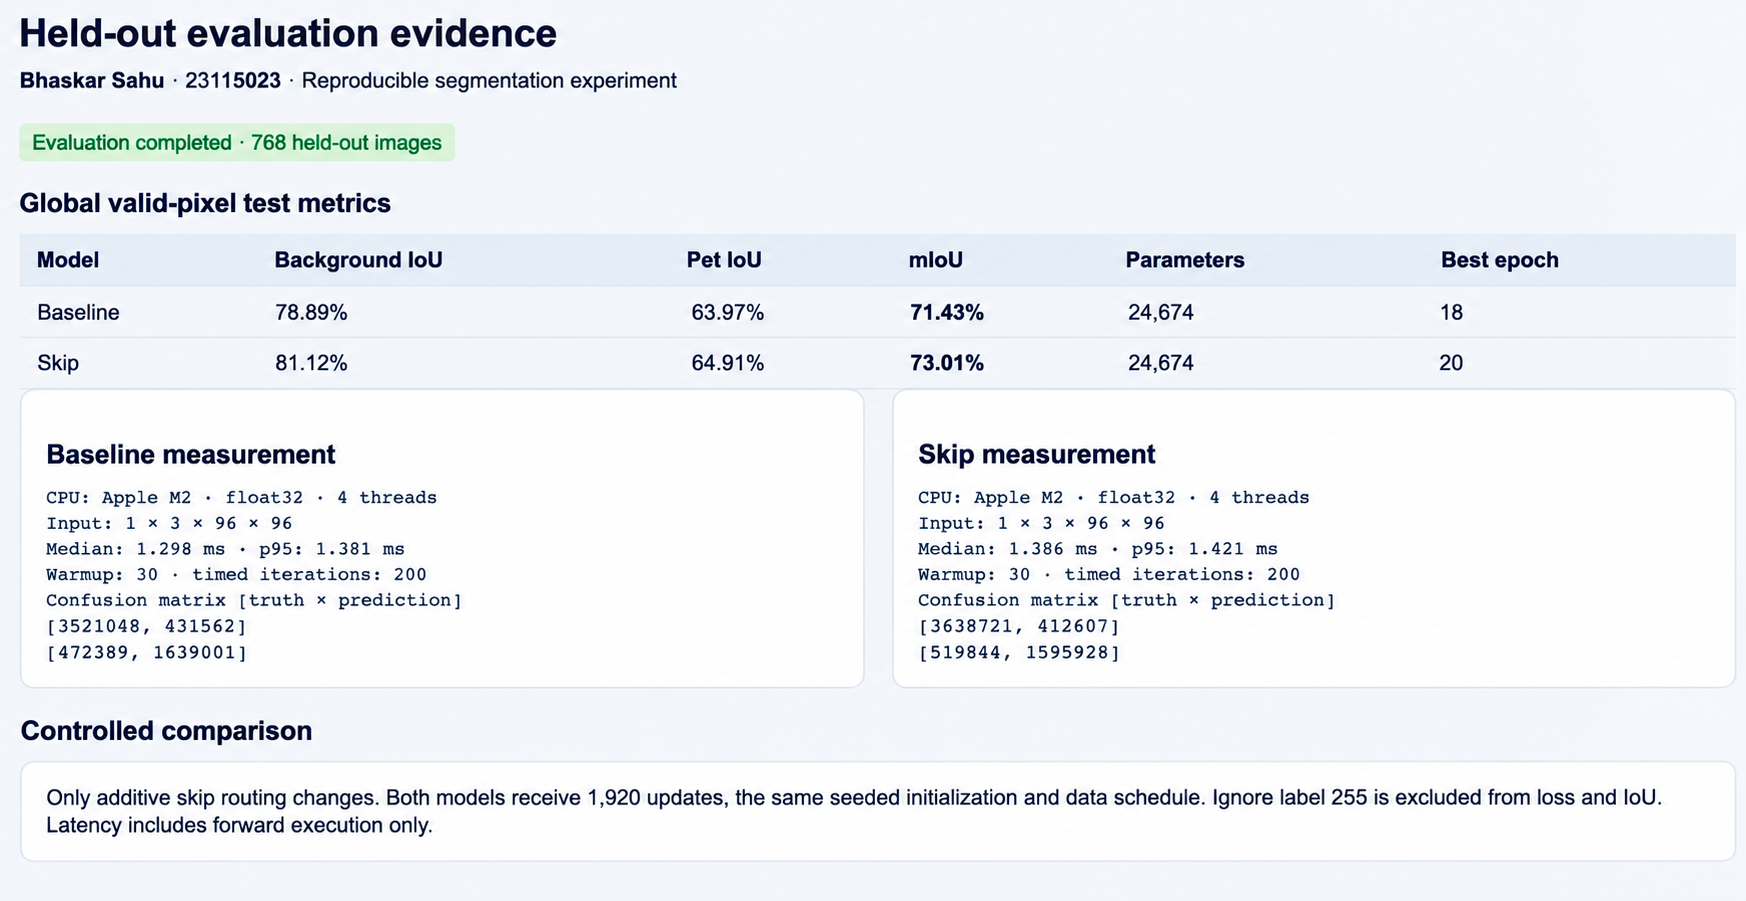 Held-out evaluation evidence
Bhaskar Sahu · 23115023 · Reproducible segmentation experiment
Evaluation completed · 768 held-out images
Global valid-pixel test metrics
Model Background IoU Pet IoU mIoU Parameters Best epoch
Baseline 78.89% 63.97% 71.43% 24,674 18
Skip 81.12% 64.91% 73.01% 24,674 20
Baseline measurement
CPU: Apple M2 · float32 · 4 threads
Input: 1 × 3 × 96 × 96
Median: 1.298 ms · p95: 1.381 ms
Warmup: 30 · timed iterations: 200
Confusion matrix [truth × prediction]
[3521048, 431562]
[472389, 1639001]
Skip measurement
CPU: Apple M2 · float32 · 4 threads
Input: 1 × 3 × 96 × 96
Median: 1.386 ms · p95: 1.421 ms
Warmup: 30 · timed iterations: 200
Confusion matrix [truth × prediction]
[3638721, 412607]
[519844, 1595928]
Controlled comparison
Only additive skip routing changes. Both models receive 1,920 updates, the same seeded initialization and data schedule. Ignore label 255 is excluded from loss and IoU.
Latency includes forward execution only.